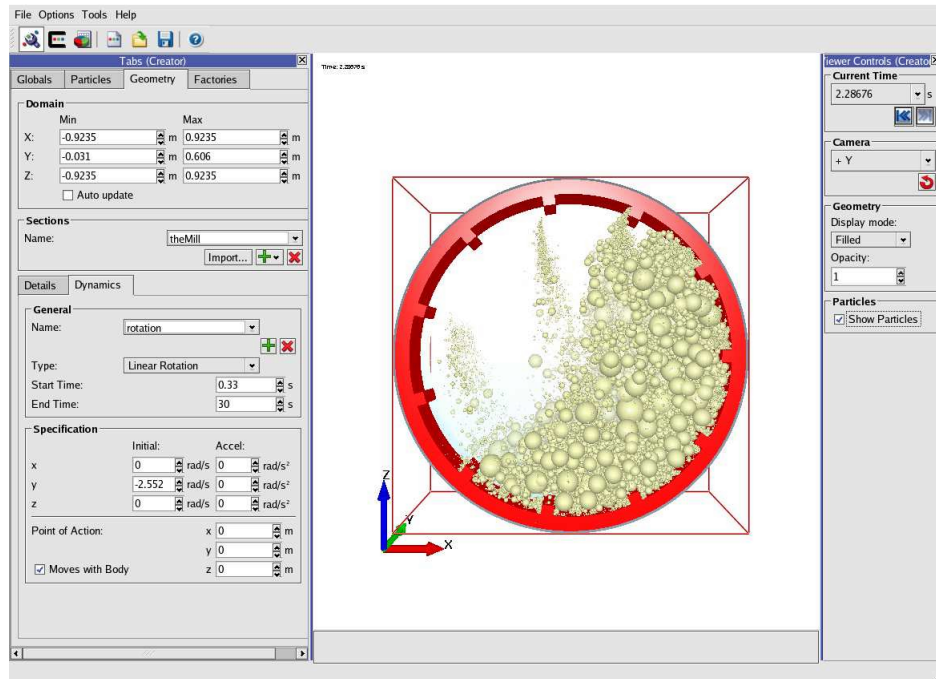 File Options Tools Help
Tabs (Creator)
Globals Particles Geometry Factories
Domain
Min Max
X: -0.9235 m 0.9235 m
Y: -0.031 m 0.606 m
Z: -0.9235 m 0.9235 m
Auto update
Sections
Name: theMill
Import...
Details Dynamics
General
Name: rotation
Type: Linear Rotation
Start Time: 0.33 s
End Time: 30 s
Specification
Initial: Accel:
x 0 rad/s 0 rad/s²
y -2.552 rad/s 0 rad/s²
z 0 rad/s 0 rad/s²
Point of Action: x 0 m
y 0 m
Moves with Body z 0 m
Time: 2.28676 s
Z
Y
X
iewer Controls (Creato
Current Time
2.28676 s
Camera
+ Y
Geometry
Display mode:
Filled
Opacity:
1
Particles
Show Particles